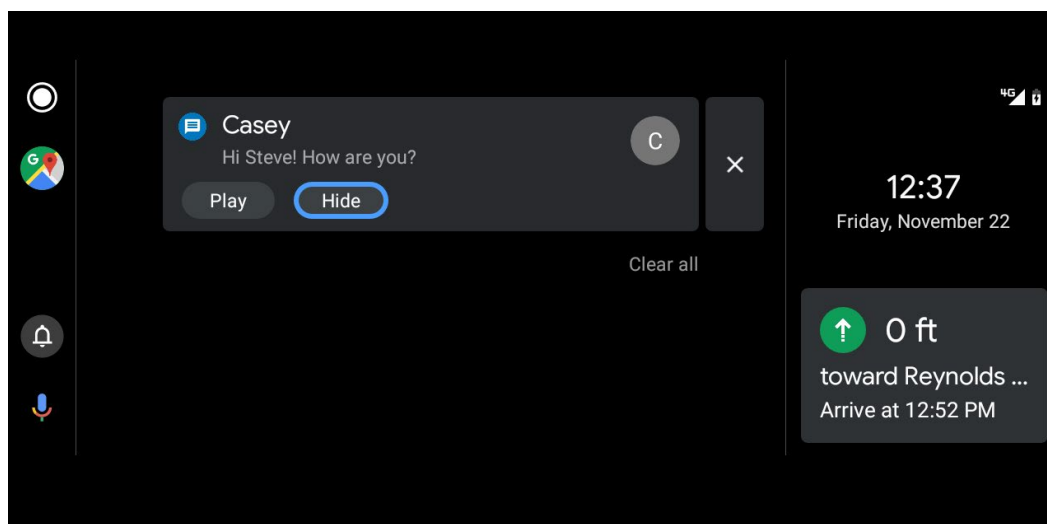 4G
Casey
Hi Steve! How are you?
C
Play
Hide
Clear all
12:37
Friday, November 22
0 ft
toward Reynolds ...
Arrive at 12:52 PM
G